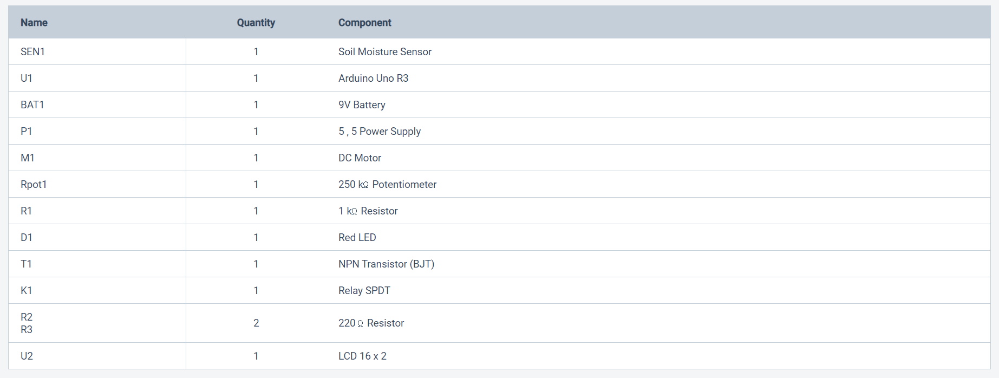 Name Quantity Component
SEN1 1 Soil Moisture Sensor
U1 1 Arduino Uno R3
BAT1 1 9V Battery
P1 1 5 , 5 Power Supply
M1 1 DC Motor
Rpot1 1 250 kΩ Potentiometer
R1 1 1 kΩ Resistor
D1 1 Red LED
T1 1 NPN Transistor (BJT)
K1 1 Relay SPDT
R2
R3 2 220 Ω Resistor
U2 1 LCD 16 x 2